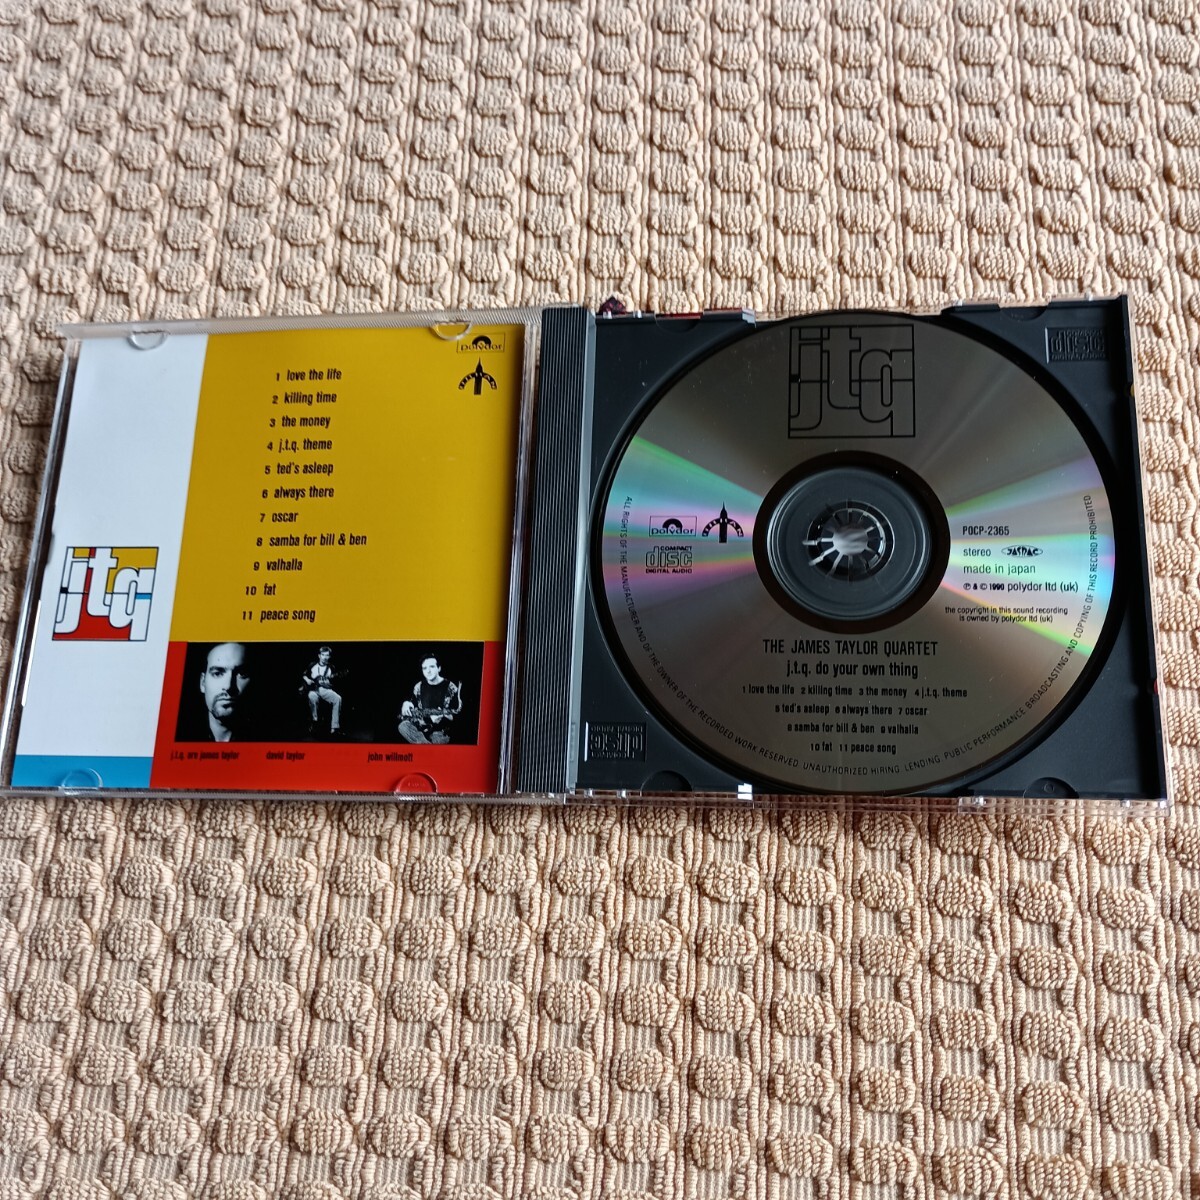 Polydor
1 love the life
2 killing time
3 the money
4 j.t.q. theme
5 ted's asleep
6 always there
7 oscar
8 samba for bill & ben
9 valhalla
10 fat
11 peace song
jtq
j.t.q. are james taylor
david taylor
john willmott
jtq
disc
DIGITAL AUDIO
Polydor
COMPACT
disc
DIGITAL AUDIO
POCP-2365
stereo JASRAC
made in japan
℗ & © 1990 polydor ltd (uk)
the copyright in this sound recording
is owned by polydor ltd (uk)
THE JAMES TAYLOR QUARTET
j.t.q. do your own thing
1 love the life 2 killing time 3 the money 4 j.t.q. theme
5 ted's asleep 6 always there 7 oscar
8 samba for bill & ben 9 valhalla
10 fat 11 peace song
ALL RIGHTS OF THE MANUFACTURER AND OF THE OWNER OF THE RECORDED WORK RESERVED. UNAUTHORIZED HIRING, LENDING, PUBLIC PERFORMANCE, BROADCASTING AND COPYING OF THIS RECORD PROHIBITED.
disc